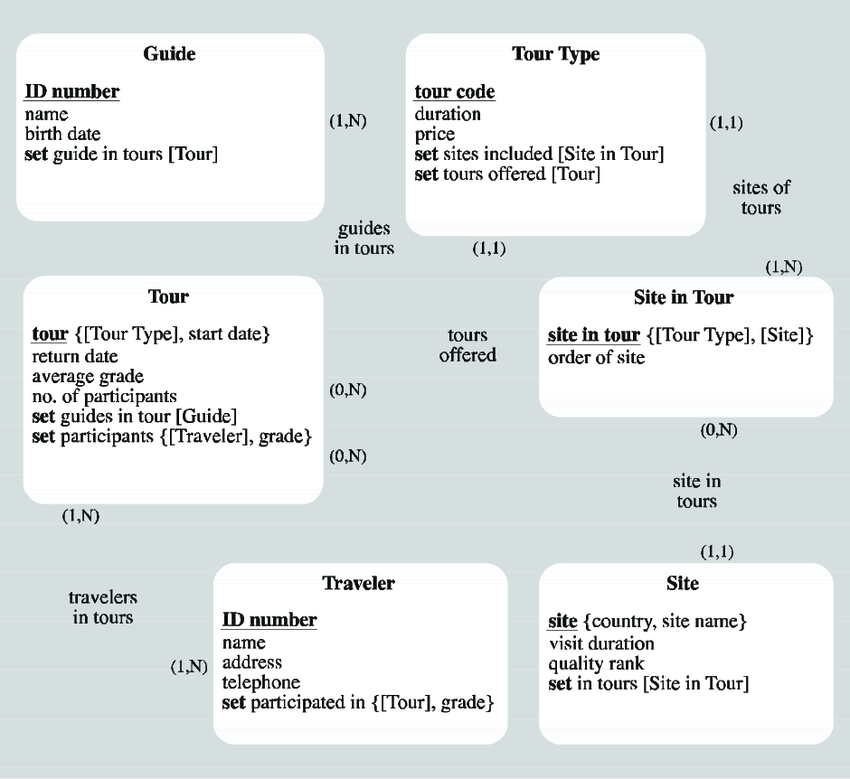 Guide
ID number
name
birth date
set guide in tours [Tour]
(1,N)
Tour Type
tour code
duration
price
set sites included [Site in Tour]
set tours offered [Tour]
(1,1)
sites of
tours
guides
in tours
(1,1)
(1,N)
Tour
tour {[Tour Type], start date}
return date
average grade
no. of participants
set guides in tour [Guide]
set participants {[Traveler], grade}
(0,N)
(0,N)
tours
offered
Site in Tour
site in tour {[Tour Type], [Site]}
order of site
(0,N)
site in
tours
(1,1)
(1,N)
travelers
in tours
(1,N)
Traveler
ID number
name
address
telephone
set participated in {[Tour], grade}
Site
site {country, site name}
visit duration
quality rank
set in tours [Site in Tour]